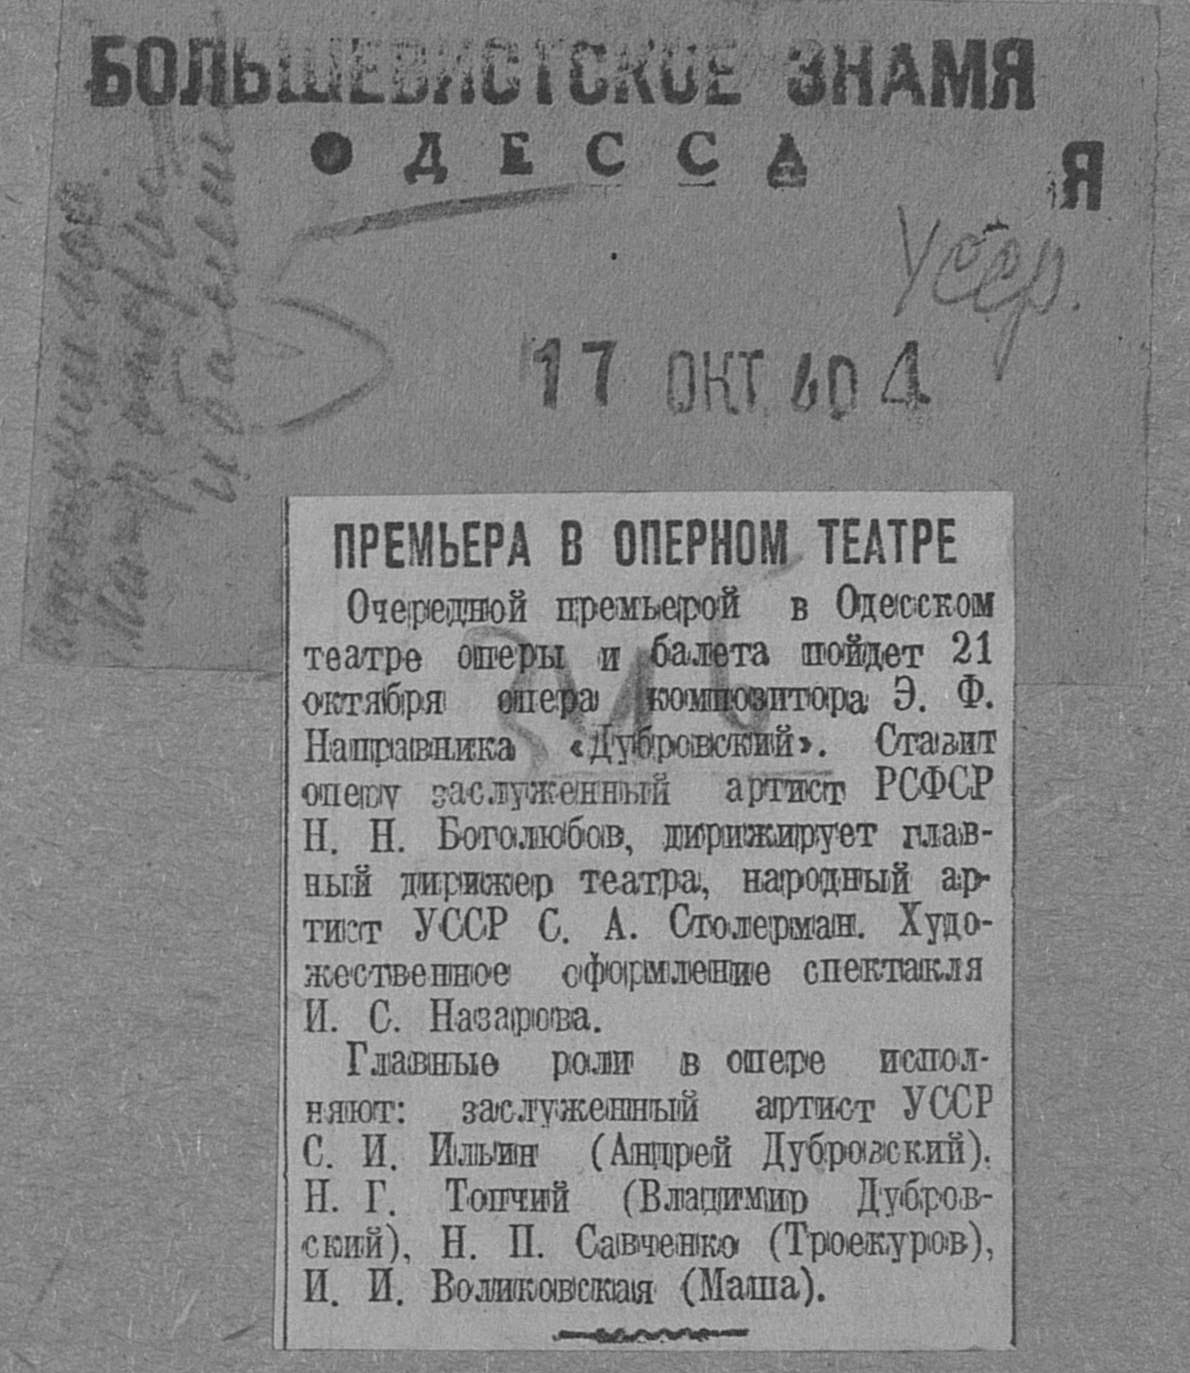 БОЛЬШЕВИСТСКОЕ ЗНАМЯ
ОДЕССА
Я
УССР.
17 ОКТ 40 4
ПРЕМЬЕРА В ОПЕРНОМ ТЕАТРЕ
Очередной премьерой в Одесском
театре оперы и балета пойдет 21
октября опера композитора Э. Ф.
Направника «Дубровский». Ставит
оперу заслуженный артист РСФСР
Н. Н. Боголюбов, дирижирует глав-
ный дирижер театра, народный ар-
тист УССР С. А. Столерман. Худо-
жественное оформление спектакля
И. С. Назарова.
Главные роли в опере испол-
няют: заслуженный артист УССР
С. И. Ильин (Андрей Дубровский),
Н. Г. Топчий (Владимир Дубров-
ский), Н. П. Савченко (Троекуров),
И. И. Воликовская (Маша).